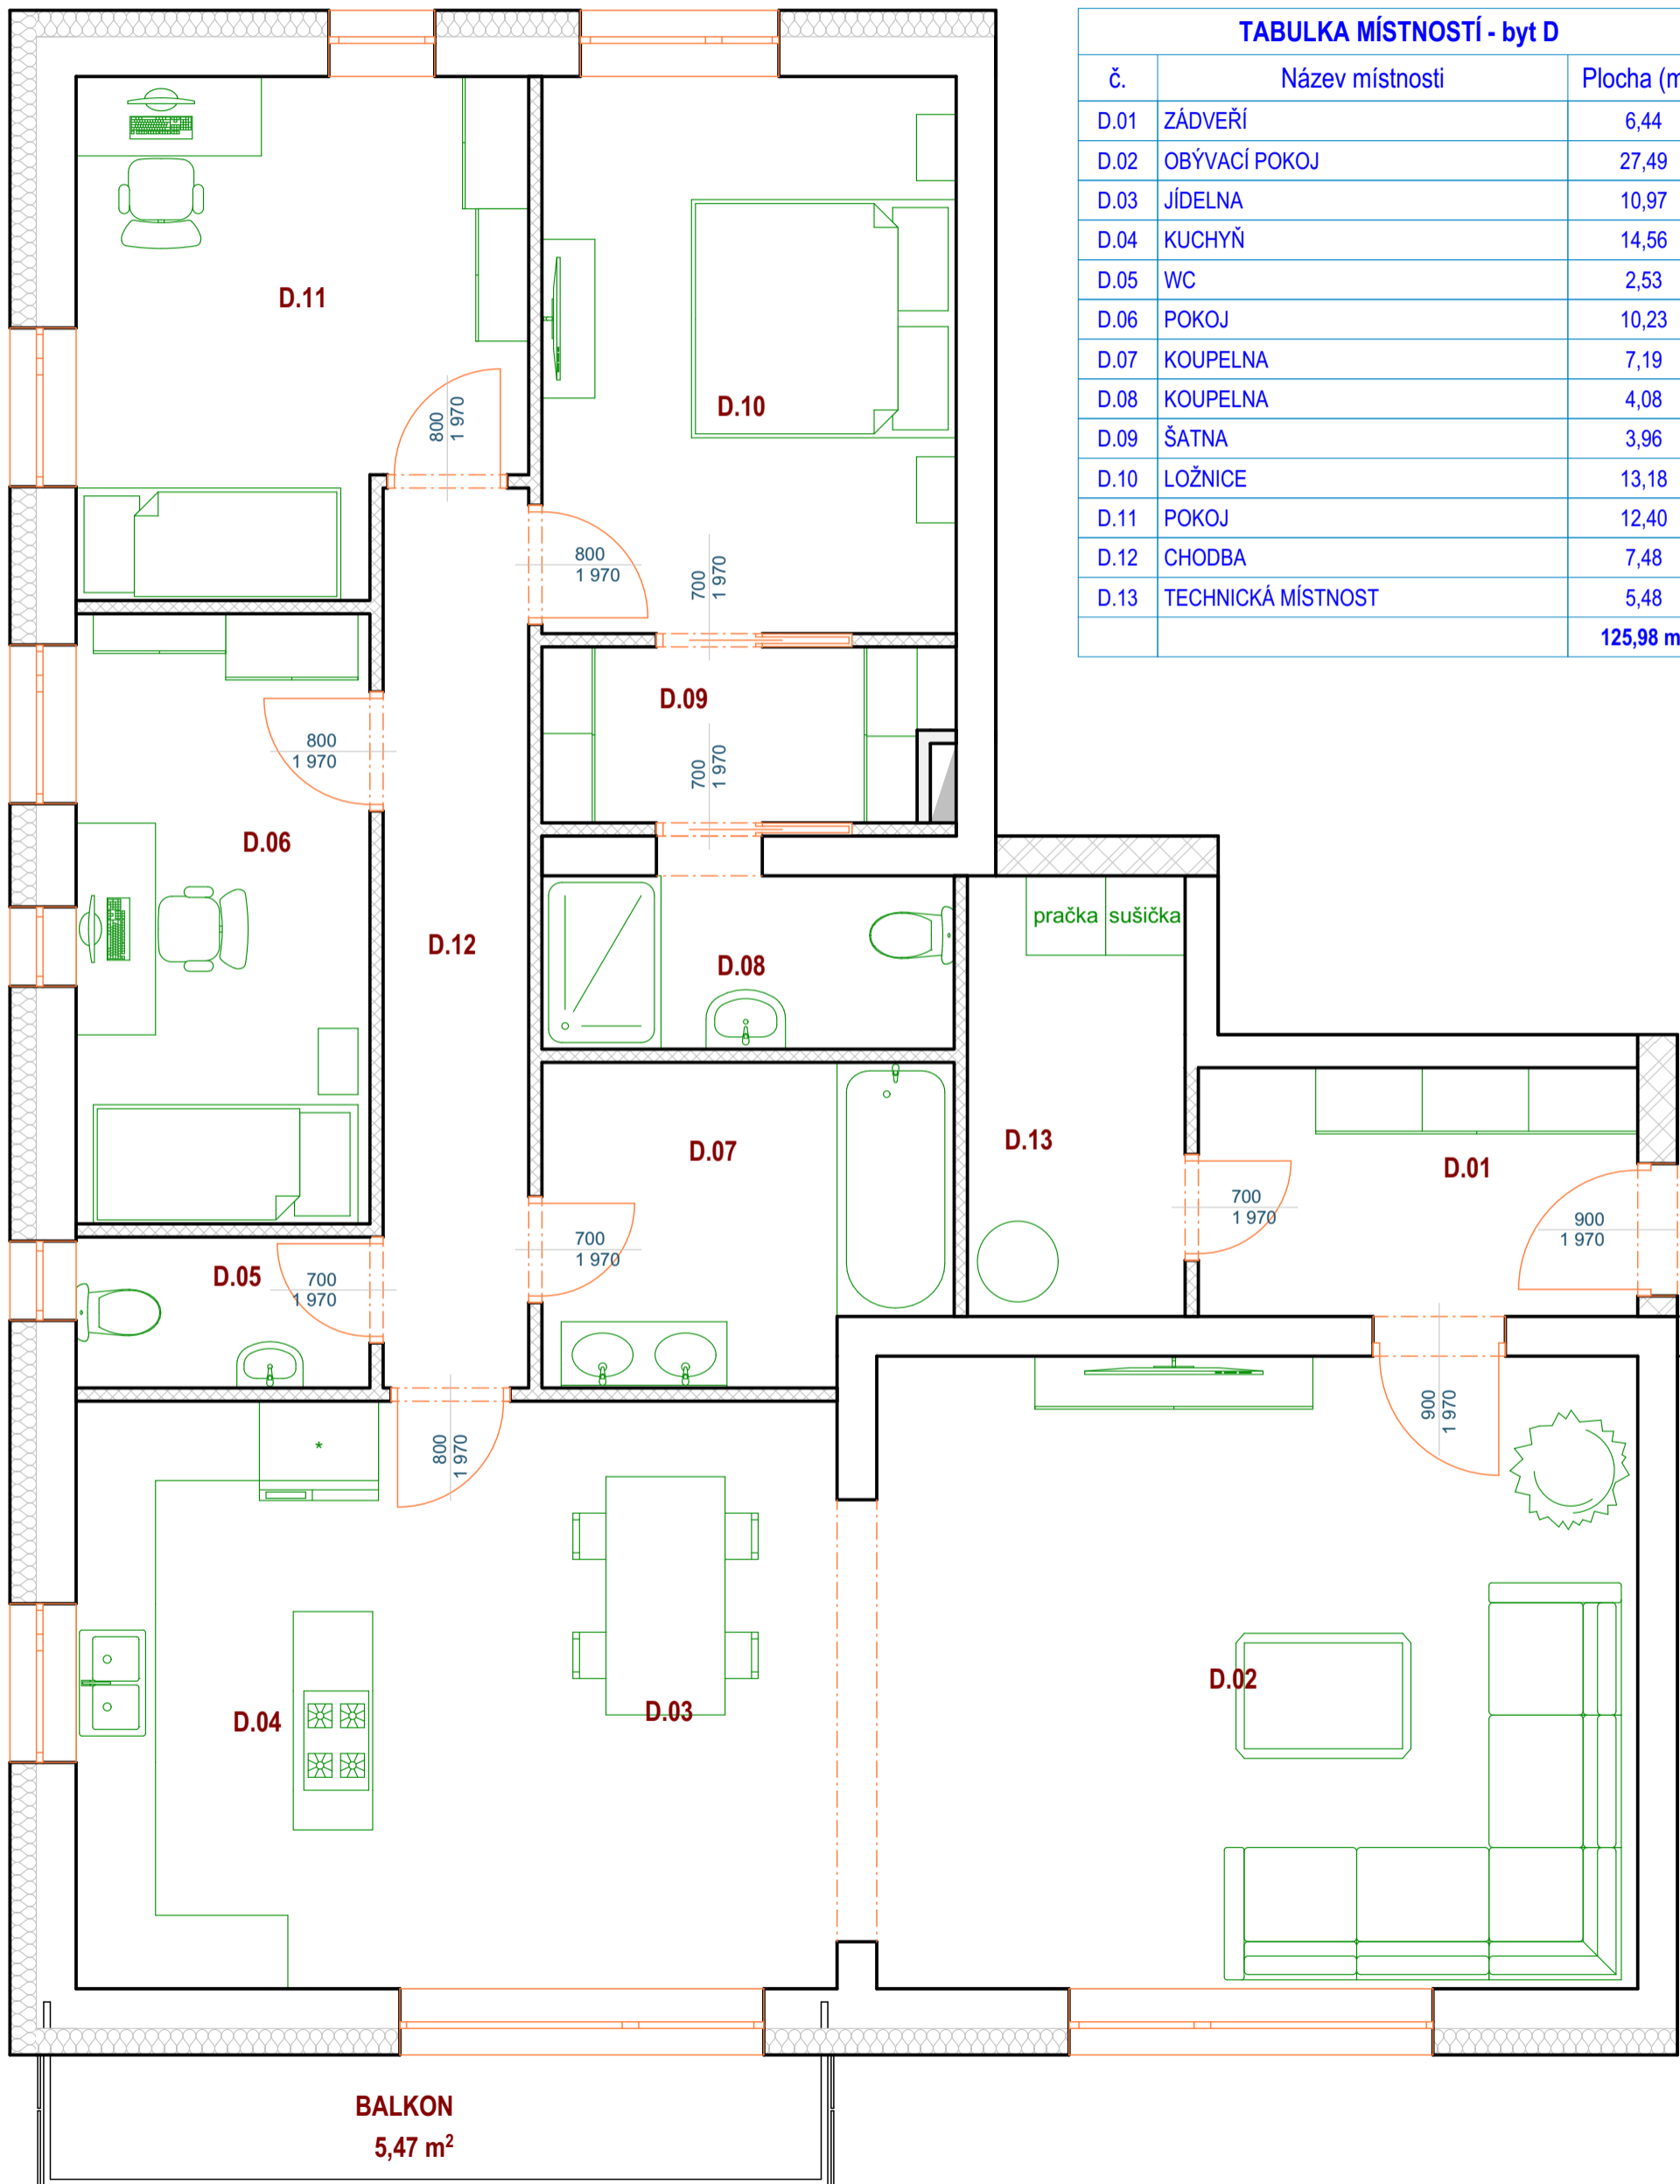 TABULKA MÍSTNOSTÍ - byt D
č. Název místnosti Plocha (m
D.01 ZÁDVEŘÍ 6,44
D.02 OBÝVACÍ POKOJ 27,49
D.03 JÍDELNA 10,97
D.04 KUCHYŇ 14,56
D.05 WC 2,53
D.06 POKOJ 10,23
D.07 KOUPELNA 7,19
D.08 KOUPELNA 4,08
D.09 ŠATNA 3,96
D.10 LOŽNICE 13,18
D.11 POKOJ 12,40
D.12 CHODBA 7,48
D.13 TECHNICKÁ MÍSTNOST 5,48
125,98 m
D.11
D.10
800
1 970
800
1 970
700
1 970
D.09
700
1 970
800
1 970
D.06
D.12
D.08
pračka sušička
D.07
D.13
D.01
700
1 970
900
1 970
700
1 970
D.05
700
1 970
800
1 970
900
1 970
*
D.04
D.03
D.02
BALKON
5,47 m²